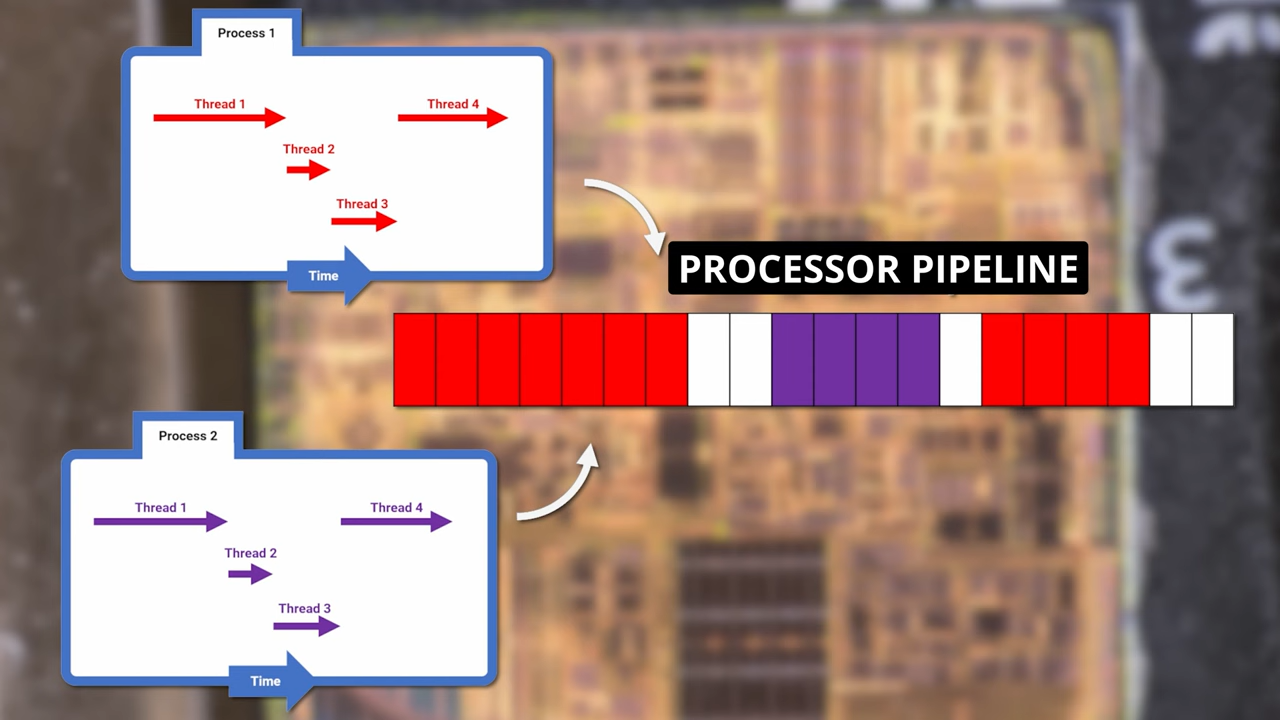 Process 1
Thread 1
Thread 4
Thread 2
Thread 3
Time
PROCESSOR PIPELINE
3
Process 2
Thread 1
Thread 4
Thread 2
Thread 3
Time